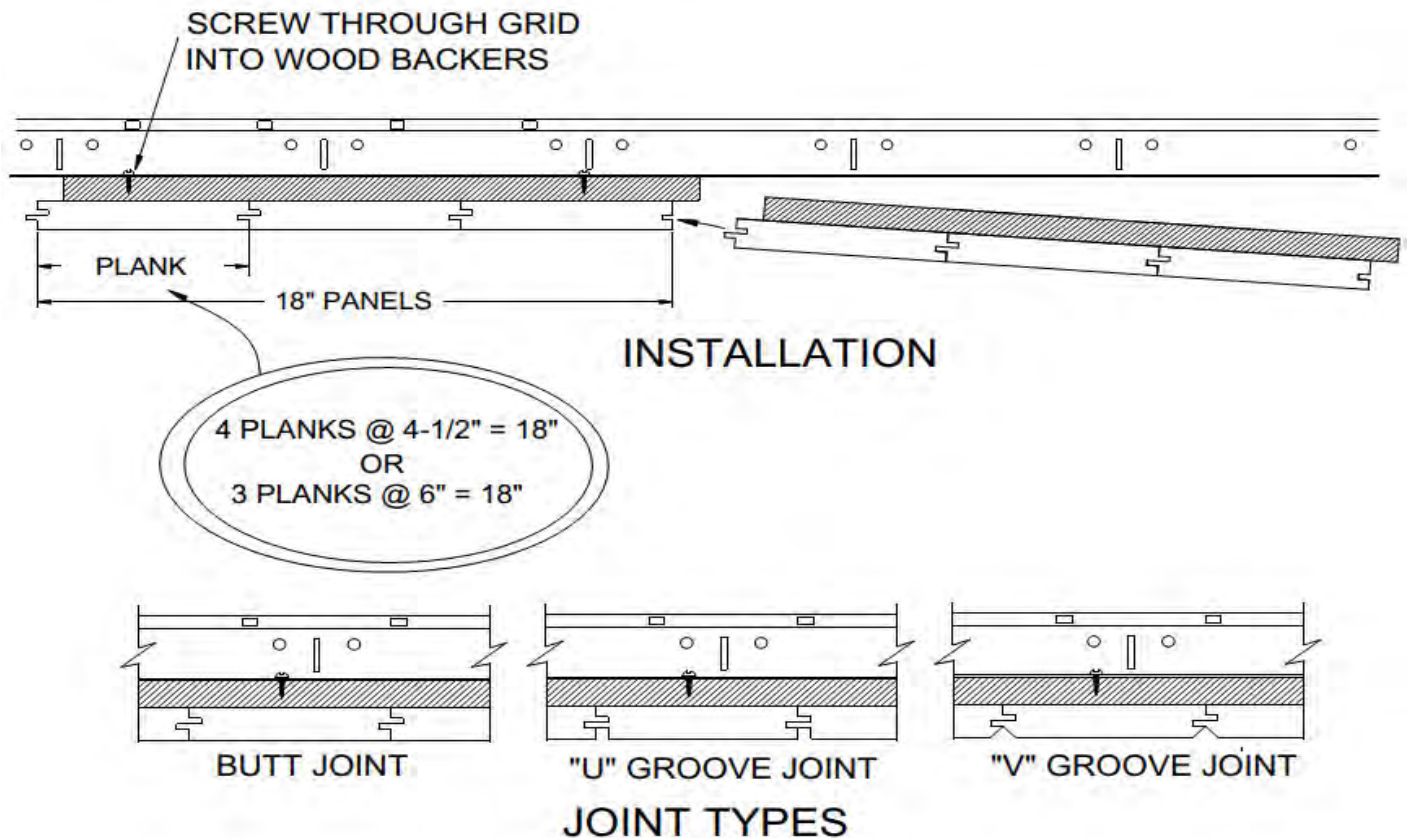 SCREW THROUGH GRID
INTO WOOD BACKERS
PLANK
18" PANELS
INSTALLATION
4 PLANKS @ 4-1/2" = 18"
OR
3 PLANKS @ 6" = 18"
BUTT JOINT
"U" GROOVE JOINT
"V" GROOVE JOINT
JOINT TYPES